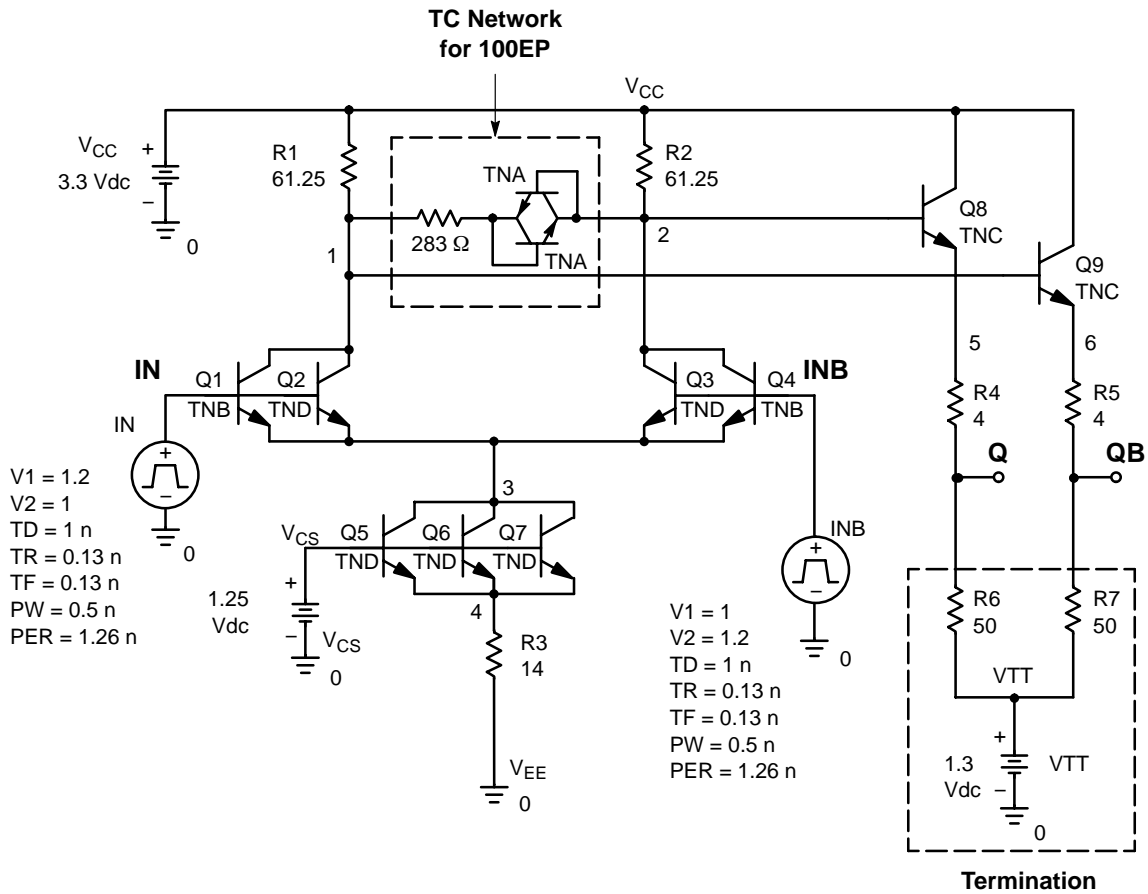 TC Network
for 100EP
VCC
VCC
3.3 Vdc
+
−
0
R1
61.25
TNA
283 Ω
TNA
R2
61.25
1
2
Q8
TNC
Q9
TNC
5
6
IN
Q1
TNB
Q2
TND
Q3
TND
Q4
TNB
INB
IN
+
−
0
V1 = 1.2
V2 = 1
TD = 1 n
TR = 0.13 n
TF = 0.13 n
PW = 0.5 n
PER = 1.26 n
3
VCS
Q5
TND
Q6
TND
Q7
TND
+
1.25
Vdc
−
VCS
0
4
R3
14
VEE
0
INB
+
−
0
V1 = 1
V2 = 1.2
TD = 1 n
TR = 0.13 n
TF = 0.13 n
PW = 0.5 n
PER = 1.26 n
R4
4
R5
4
Q
QB
R6
50
R7
50
VTT
+
1.3
Vdc
−
VTT
0
Termination